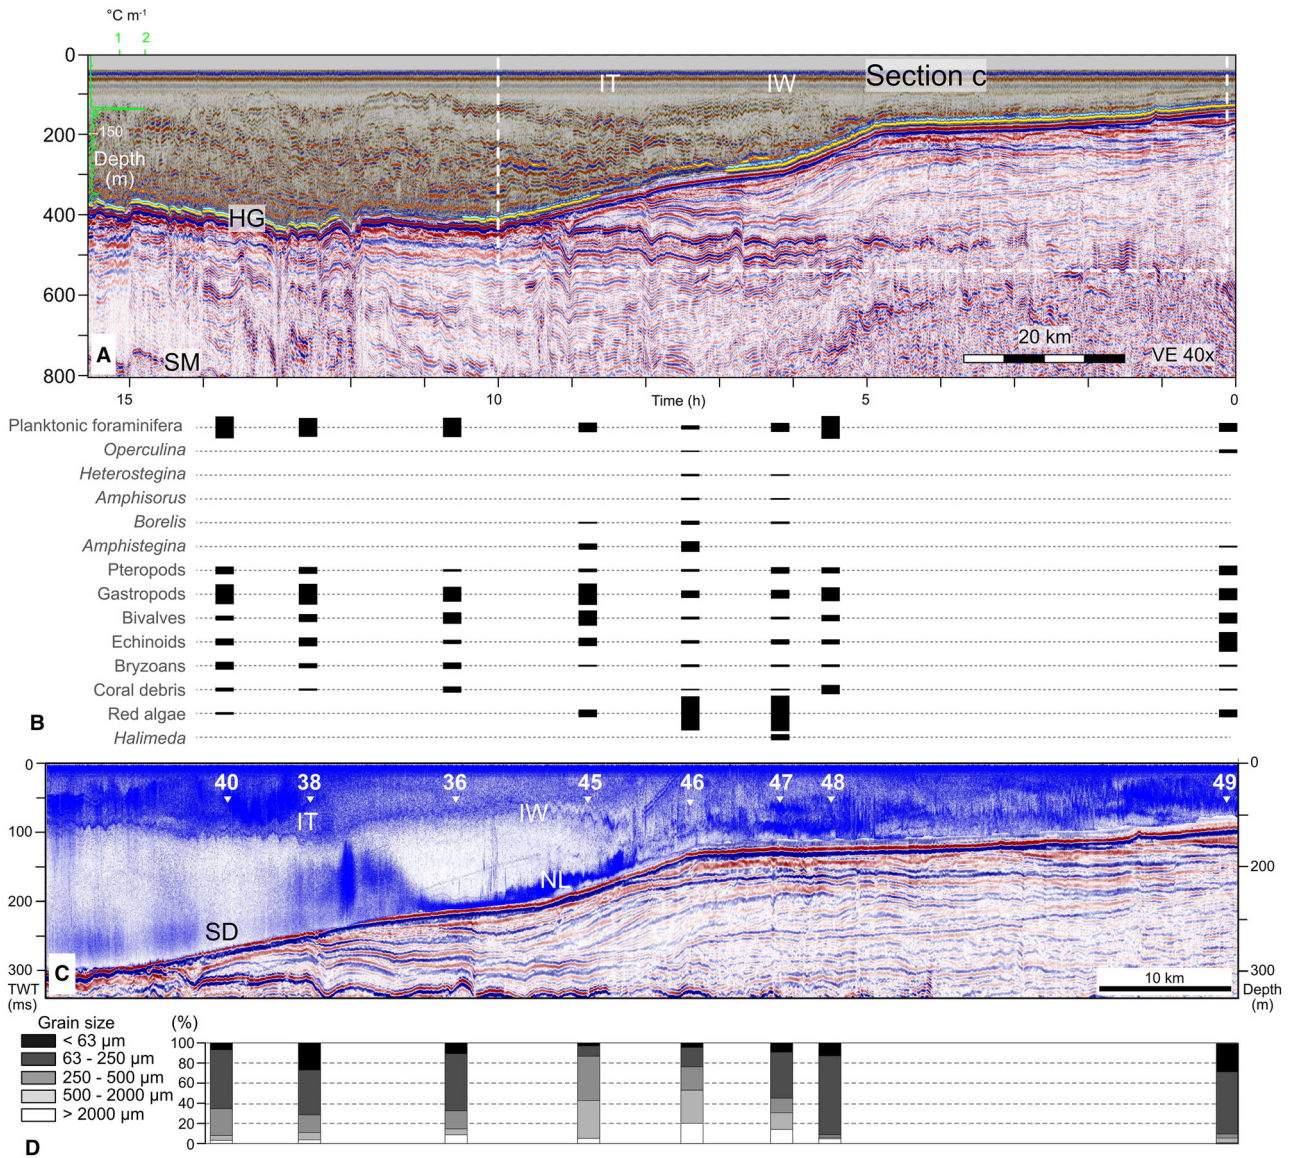 °C m⁻¹
1 2
0
IT IW Section c
-150
200
Depth
(m)
400
HG
600
20 km
A SM VE 40x
800
15 10 Time (h) 5 0
Planktonic foraminifera
Operculina
Heterostegina
Amphisorus
Borelis
Amphistegina
Pteropods
Gastropods
Bivalves
Echinoids
Bryzoans
Coral debris
Red algae
B
Halimeda
0 0
40 38 36 45 46 47 48 49
IT IW
100
200
NL
200
SD
300 C 10 km 300
TWT
(ms)
Depth
(m)
Grain size (%)
< 63 µm
63 - 250 µm
250 - 500 µm
500 - 2000 µm
> 2000 µm
100
80
60
40
20
0
D